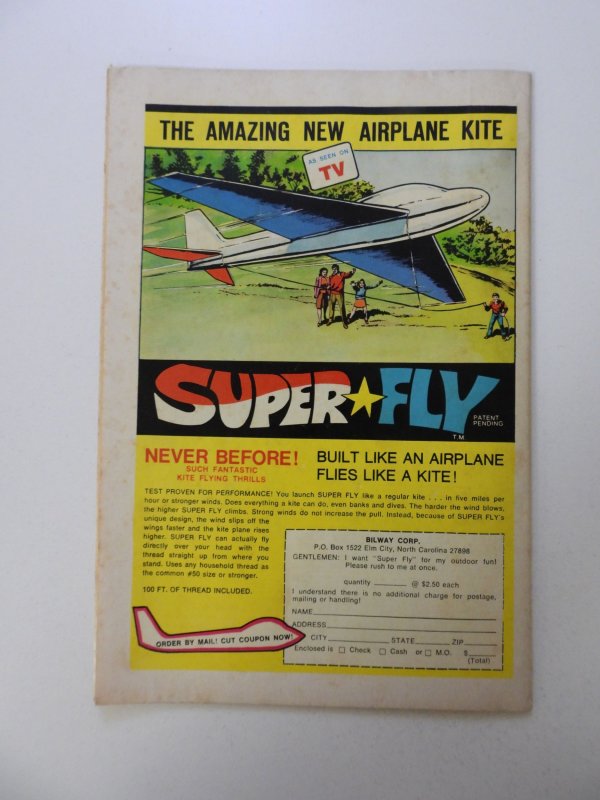 THE AMAZING NEW AIRPLANE KITE
AS SEEN ON
TV
SUPER FLY
PATENT
PENDING
T.M.
NEVER BEFORE!
SUCH FANTASTIC
KITE FLYING THRILLS
BUILT LIKE AN AIRPLANE
FLIES LIKE A KITE!
TEST PROVEN FOR PERFORMANCE! You launch SUPER FLY like a regular kite . . . in five miles per
hour or stronger winds. Does everything a kite can do, even banks and dives. The harder the wind blows,
the higher SUPER FLY climbs. Strong winds do not increase the pull. Instead, because of SUPER FLY's
unique design, the wind slips off the
wings faster and the kite plane rises
higher. SUPER FLY can actually fly
directly over your head with the
thread straight up from where you
stand. Uses any household thread as
the common #50 size or stronger.
100 FT. OF THREAD INCLUDED.
ORDER BY MAIL! CUT COUPON NOW!
BILWAY CORP.
P.O. Box 1522 Elm City, North Carolina 27898
GENTLEMEN: I want "Super Fly" for my outdoor fun!
Please rush to me at once.
quantity ______ @ $2.50 each
I understand there is no additional charge for postage,
mailing or handling!
NAME
ADDRESS
CITY STATE ZIP
Enclosed is □ Check □ Cash or □ M.O. $
(Total)